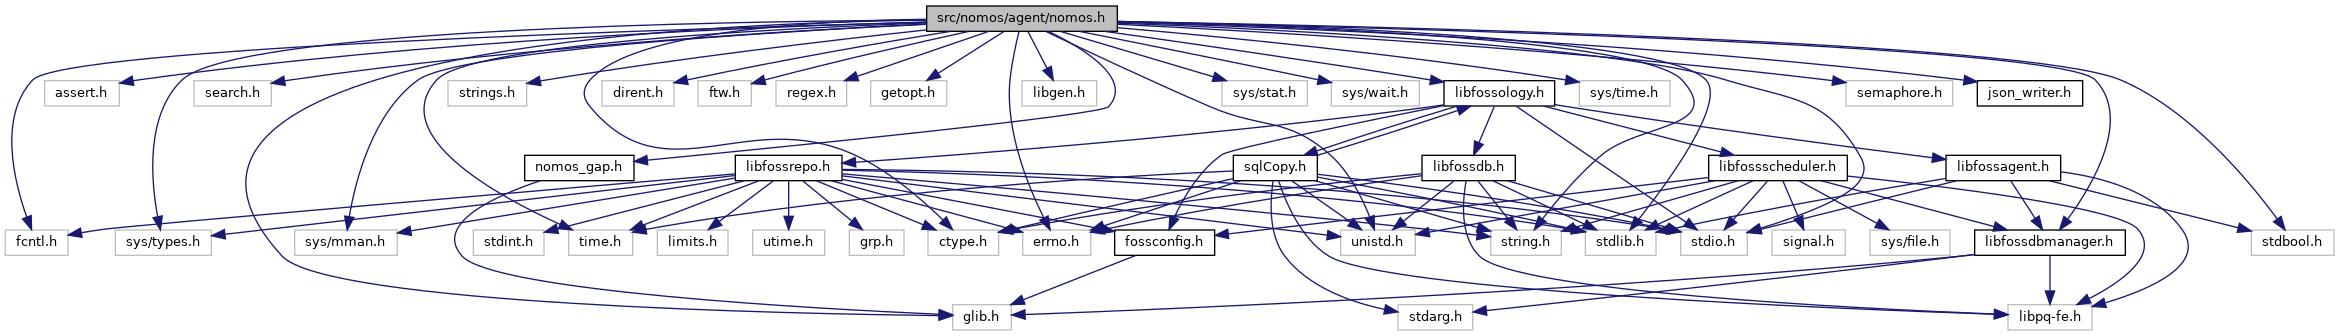 src/nomos/agent/nomos.h
assert.h
search.h
strings.h
dirent.h
ftw.h
regex.h
getopt.h
libgen.h
sys/stat.h
sys/wait.h
libfossology.h
sys/time.h
semaphore.h
json_writer.h
nomos_gap.h
libfossrepo.h
sqlCopy.h
libfossdb.h
libfossscheduler.h
libfossagent.h
fcntl.h
sys/types.h
sys/mman.h
stdint.h
time.h
limits.h
utime.h
grp.h
ctype.h
errno.h
fossconfig.h
unistd.h
string.h
stdlib.h
stdio.h
signal.h
sys/file.h
libfossdbmanager.h
stdbool.h
glib.h
stdarg.h
libpq-fe.h